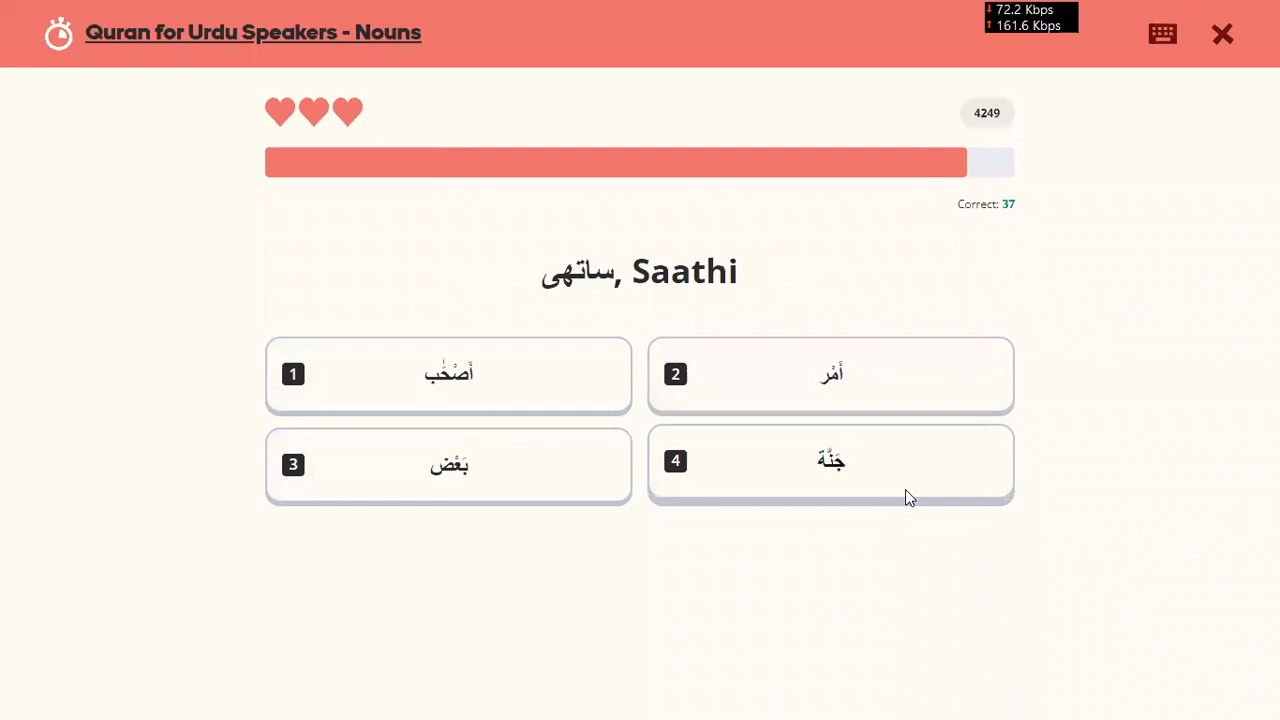 72.2 Kbps
161.6 Kbps
Quran for Urdu Speakers - Nouns
4249
Correct: 37
ساتھی, Saathi
1 أَصْحَٰب
2 أَمْر
3 بَعْض
4 جَنَّة